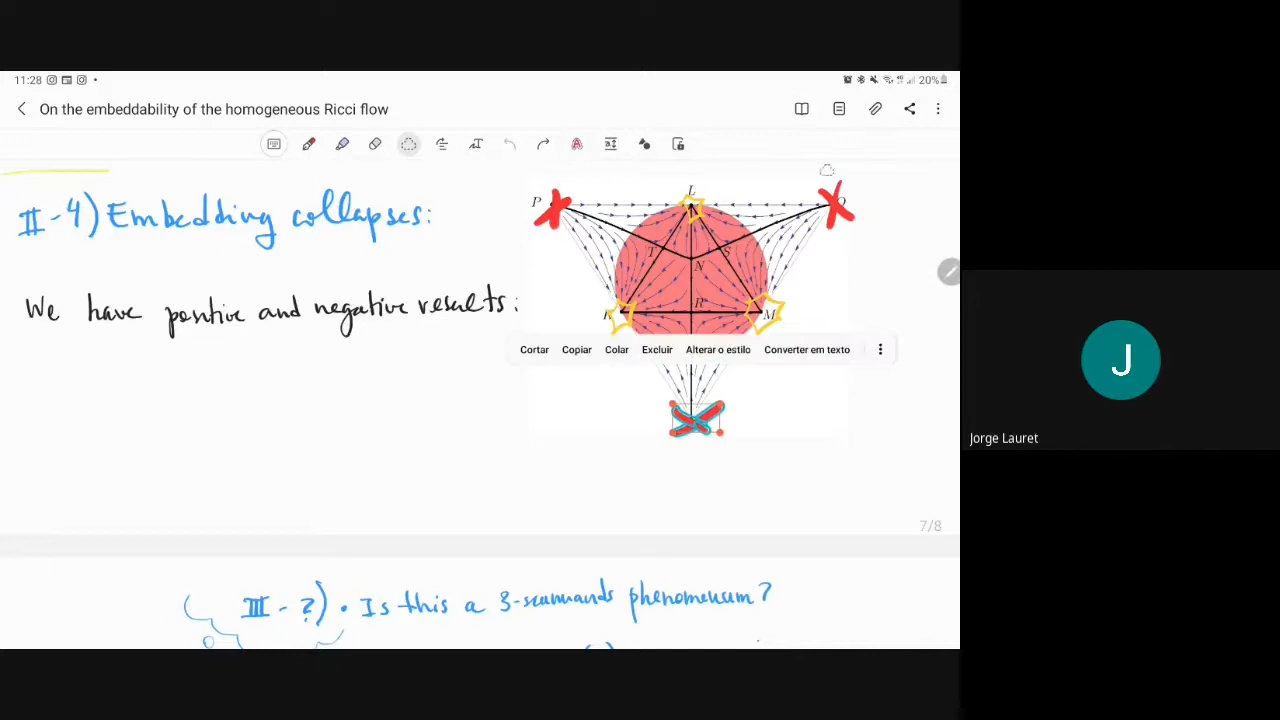 11:28
20%
On the embeddability of the homogeneous Ricci flow
II-4) Embedding collapses:
P L Q
T S
N
We have positive and negative results:
K R M
Cortar Copiar Colar Excluir Alterar o estilo Converter em texto
7/8
III - ?) • Is this a 3-summands phenomenum?
J
Jorge Lauret